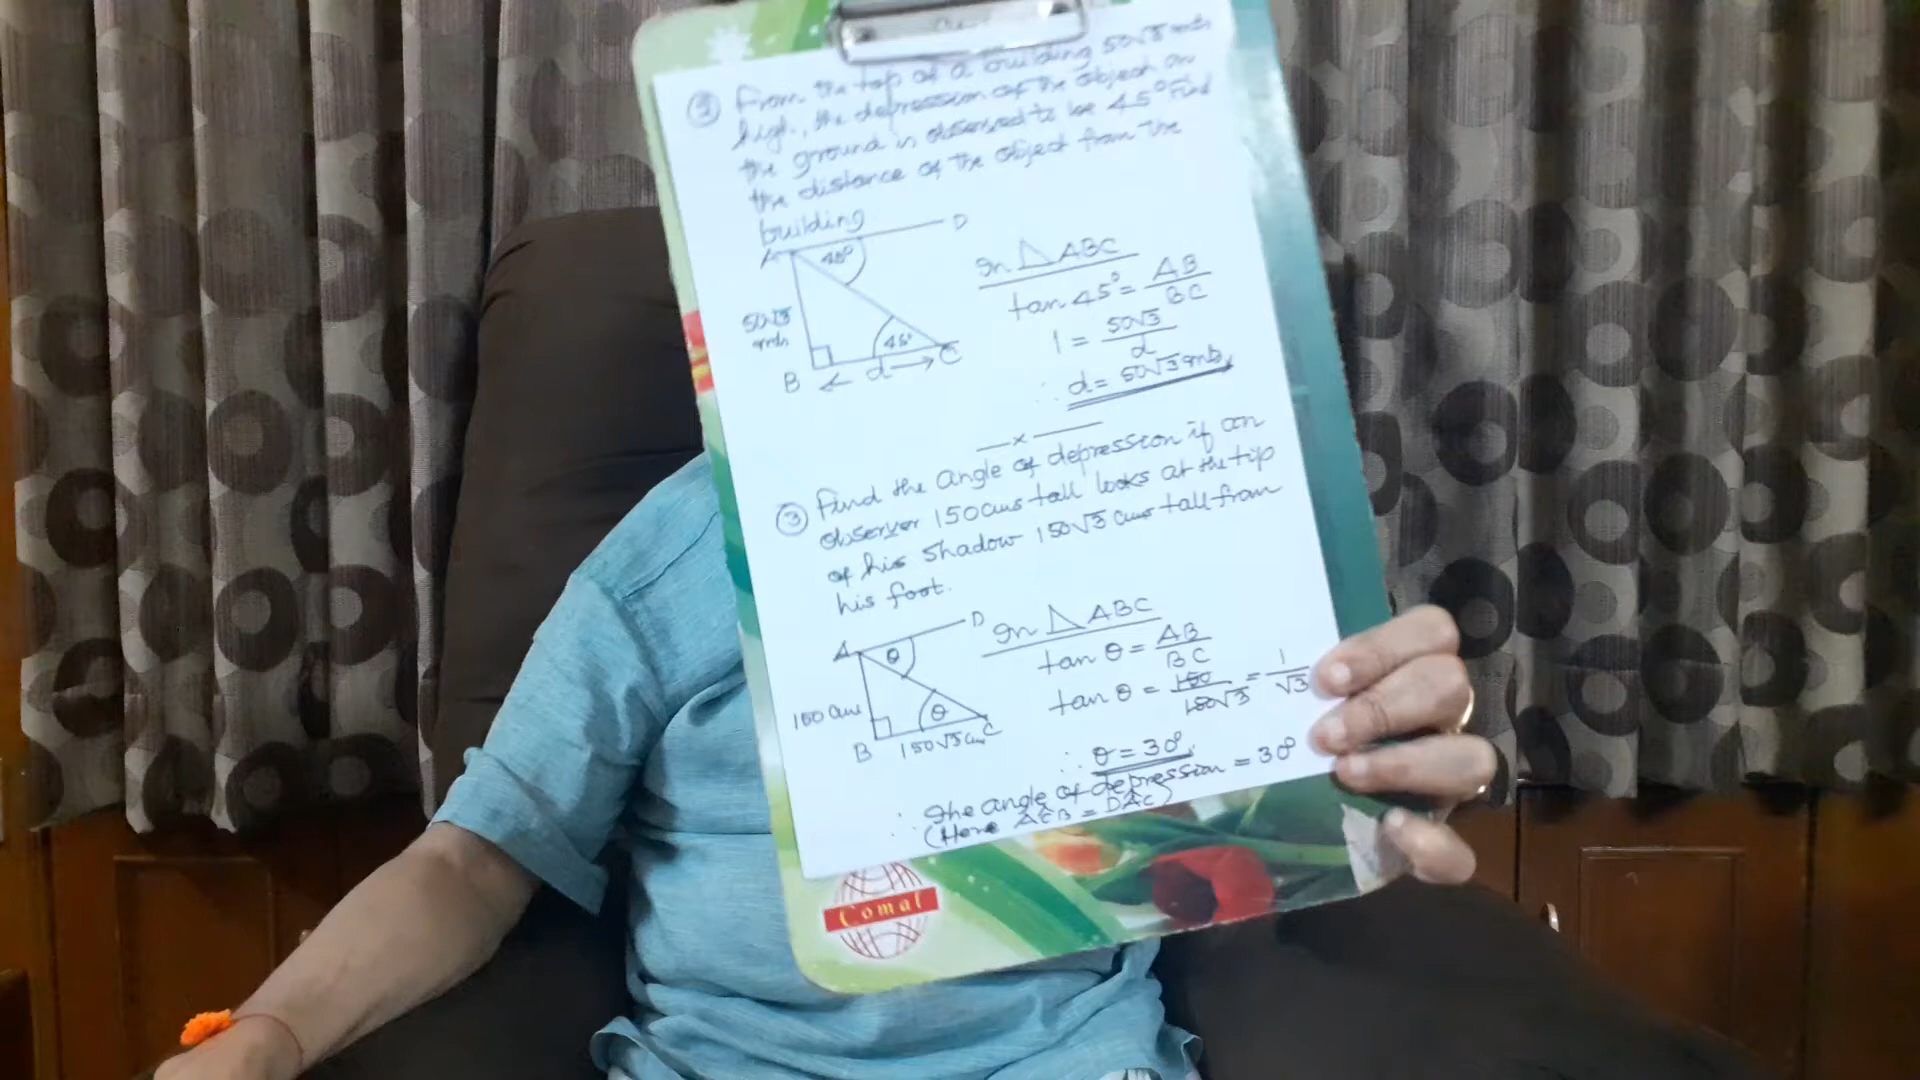 ② From the top of a building 50√3 mts
high, the depression of the object on
the ground is observed to be 45° Find
the distance of the object from the
building
A D
45°
50√3
mts
45°
B ← d → C
In △ ABC
tan 45° = AB/BC
1 = 50√3/d
∴ d = 50√3 mts
—x—
③ Find the angle of depression if an
observer 150 cms tall looks at the tip
of his shadow 150√3 cms tall from
his foot.
A D
θ
150 cms
θ
B 150√3 cms C
In △ ABC
tan θ = AB/BC
tan θ = 150/150√3 = 1/√3
∴ θ = 30°
∴ The angle of depression = 30°
(Here ACB = DAC)
Comal